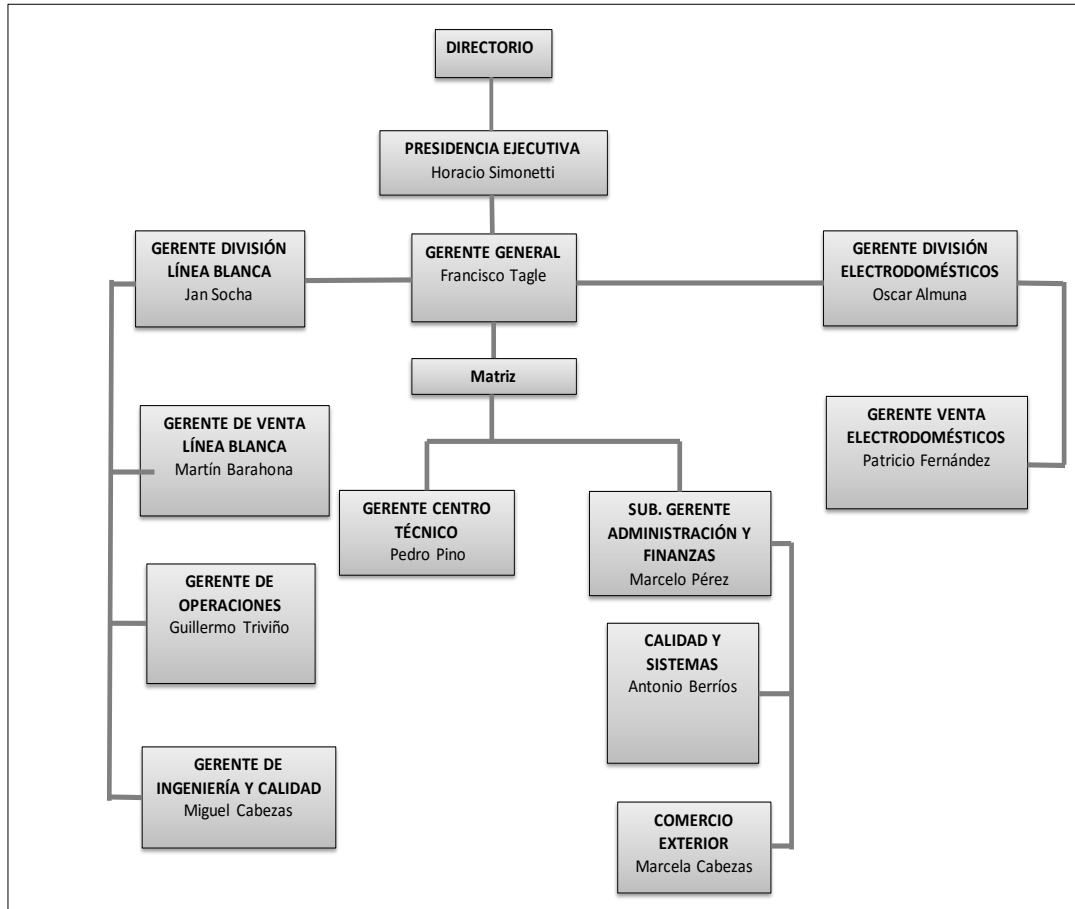 DIRECTORIO
PRESIDENCIA EJECUTIVA
Horacio Simonetti
GERENTE DIVISIÓN
LÍNEA BLANCA
Jan Socha
GERENTE GENERAL
Francisco Tagle
GERENTE DIVISIÓN
ELECTRODOMÉSTICOS
Oscar Almuna
Matriz
GERENTE DE VENTA
LÍNEA BLANCA
Martín Barahona
GERENTE VENTA
ELECTRODOMÉSTICOS
Patricio Fernández
GERENTE CENTRO
TÉCNICO
Pedro Pino
SUB. GERENTE
ADMINISTRACIÓN Y
FINANZAS
Marcelo Pérez
GERENTE DE
OPERACIONES
Guillermo Triviño
CALIDAD Y
SISTEMAS
Antonio Berríos
GERENTE DE
INGENIERÍA Y CALIDAD
Miguel Cabezas
COMERCIO
EXTERIOR
Marcela Cabezas